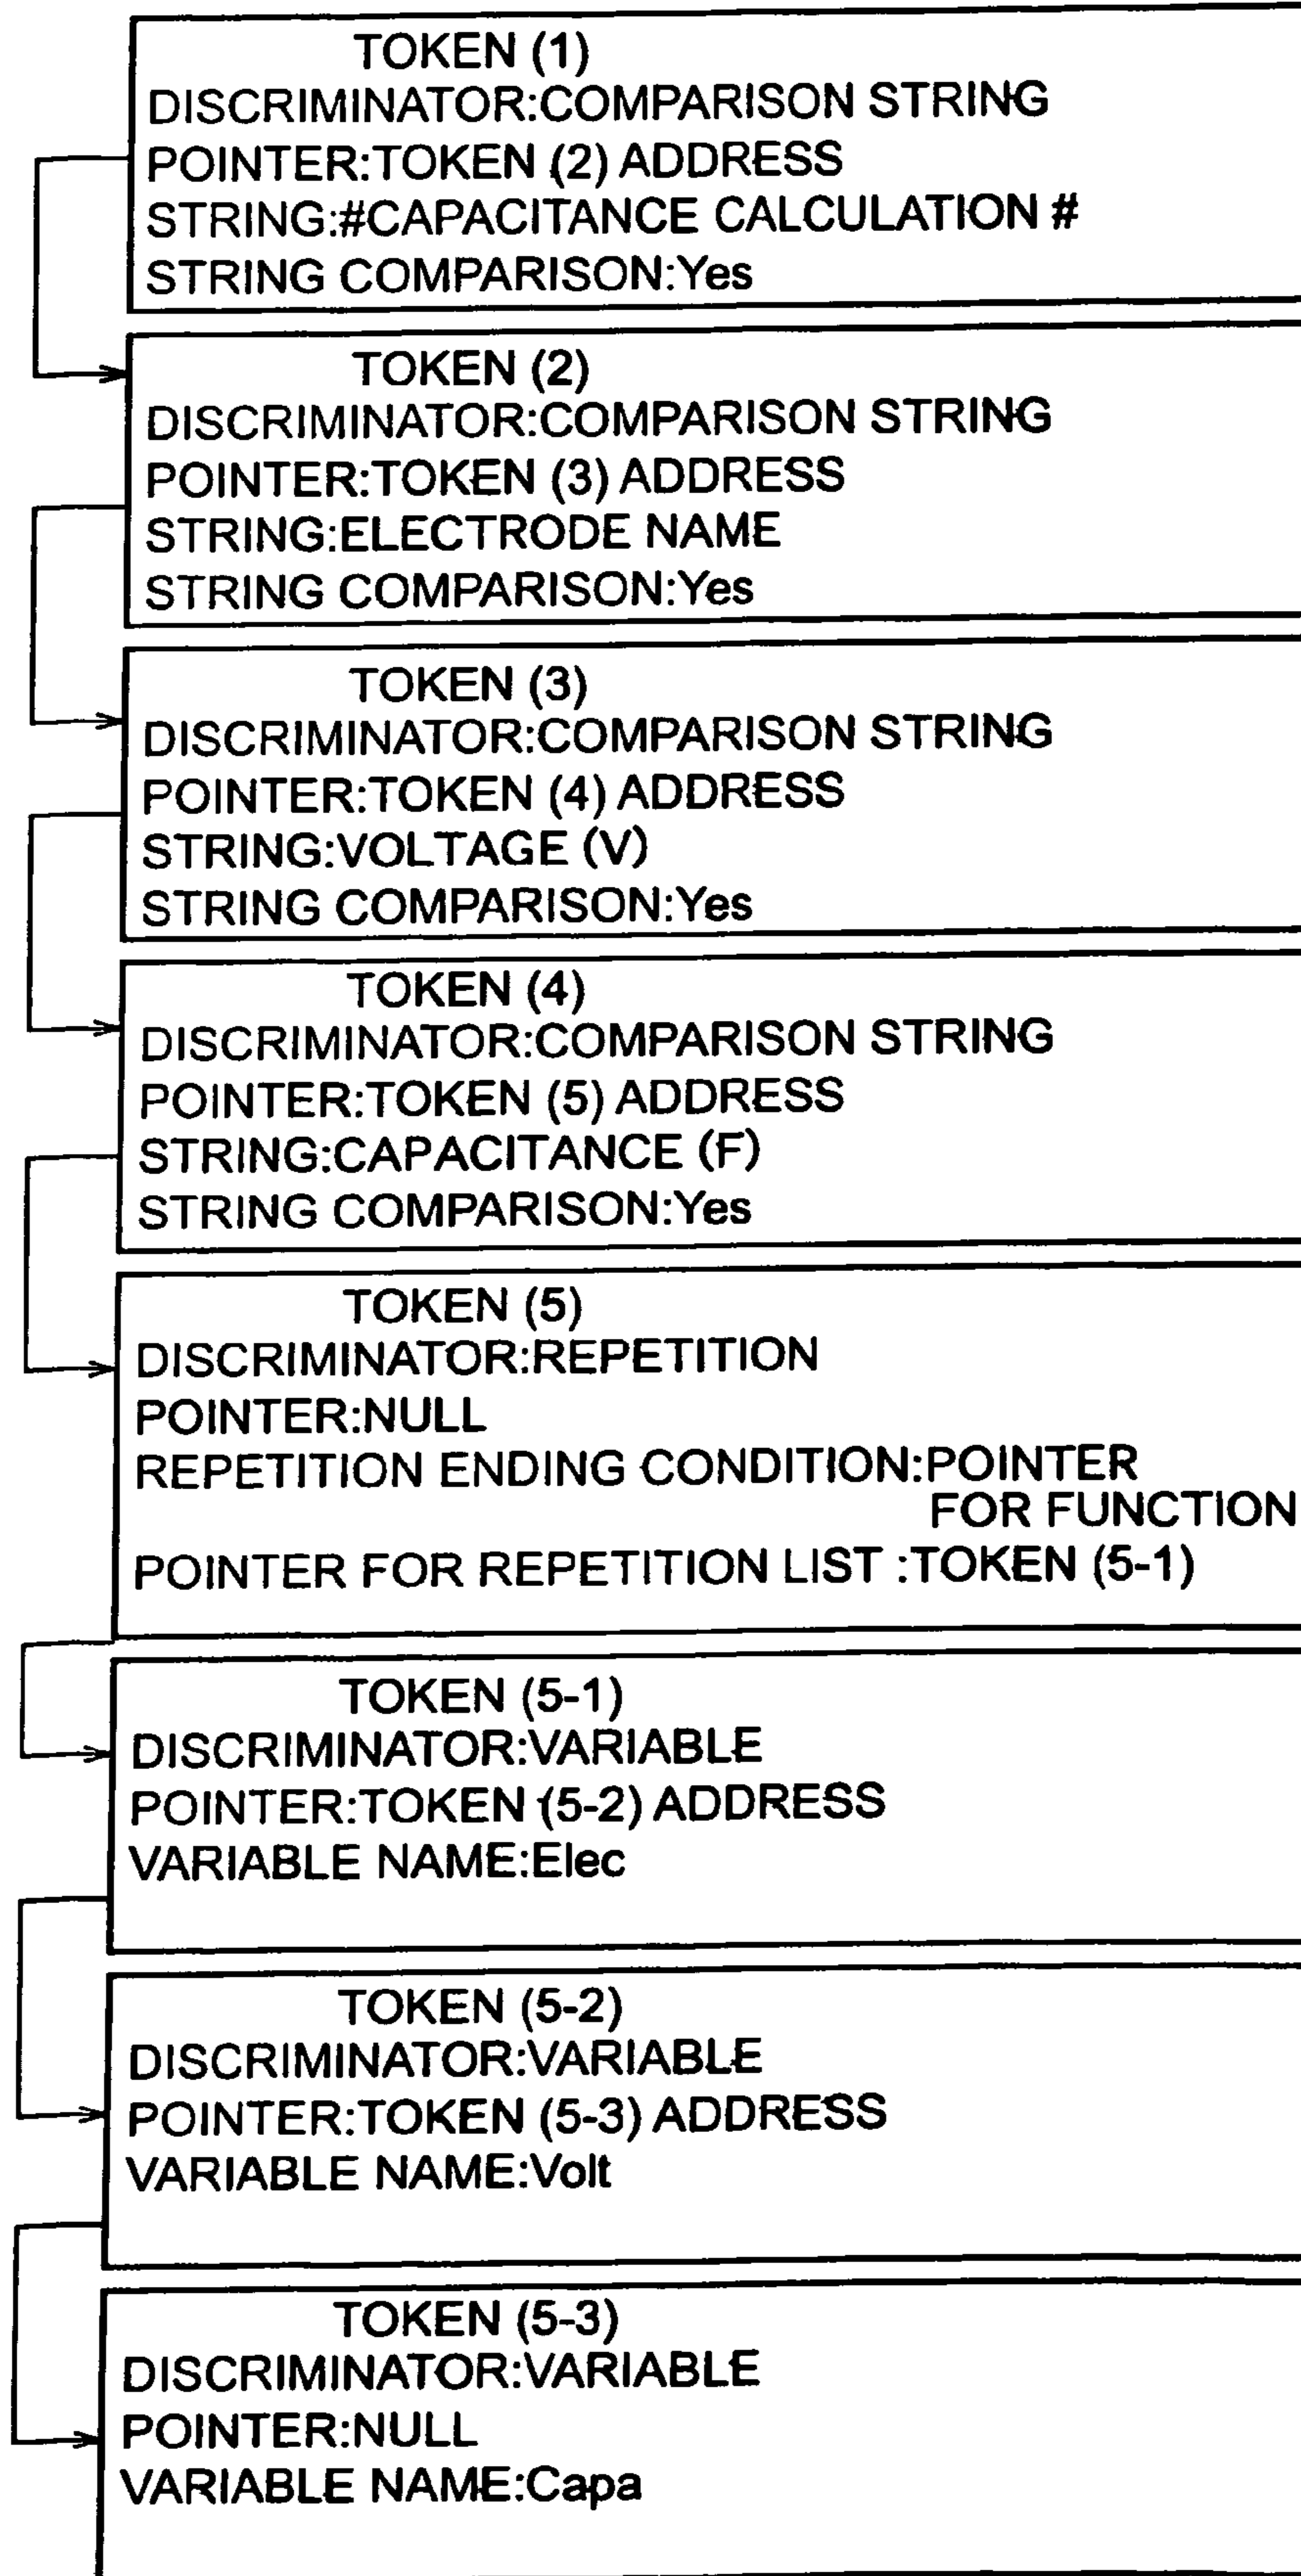 TOKEN (1)
DISCRIMINATOR:COMPARISON STRING
POINTER:TOKEN (2) ADDRESS
STRING:#CAPACITANCE CALCULATION #
STRING COMPARISON:Yes
TOKEN (2)
DISCRIMINATOR:COMPARISON STRING
POINTER:TOKEN (3) ADDRESS
STRING:ELECTRODE NAME
STRING COMPARISON:Yes
TOKEN (3)
DISCRIMINATOR:COMPARISON STRING
POINTER:TOKEN (4) ADDRESS
STRING:VOLTAGE (V)
STRING COMPARISON:Yes
TOKEN (4)
DISCRIMINATOR:COMPARISON STRING
POINTER:TOKEN (5) ADDRESS
STRING:CAPACITANCE (F)
STRING COMPARISON:Yes
TOKEN (5)
DISCRIMINATOR:REPETITION
POINTER:NULL
REPETITION ENDING CONDITION:POINTER
FOR FUNCTION
POINTER FOR REPETITION LIST :TOKEN (5-1)
TOKEN (5-1)
DISCRIMINATOR:VARIABLE
POINTER:TOKEN (5-2) ADDRESS
VARIABLE NAME:Elec
TOKEN (5-2)
DISCRIMINATOR:VARIABLE
POINTER:TOKEN (5-3) ADDRESS
VARIABLE NAME:Volt
TOKEN (5-3)
DISCRIMINATOR:VARIABLE
POINTER:NULL
VARIABLE NAME:Capa